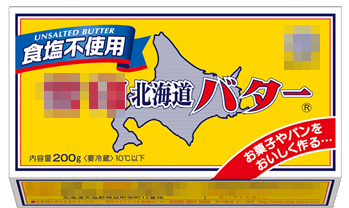 UNSALTED BUTTER
食塩不使用
北海道バター®
お菓子やパンを
おいしく作る…
内容量200g〈要冷蔵〉10℃以下